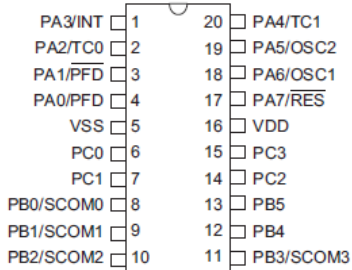 PA3/INT 1 20 PA4/TC1
PA2/TC0 2 19 PA5/OSC2
PA1/P̅F̅D̅ 3 18 PA6/OSC1
PA0/PFD 4 17 PA7/R̅E̅S̅
VSS 5 16 VDD
PC0 6 15 PC3
PC1 7 14 PC2
PB0/SCOM0 8 13 PB5
PB1/SCOM1 9 12 PB4
PB2/SCOM2 10 11 PB3/SCOM3